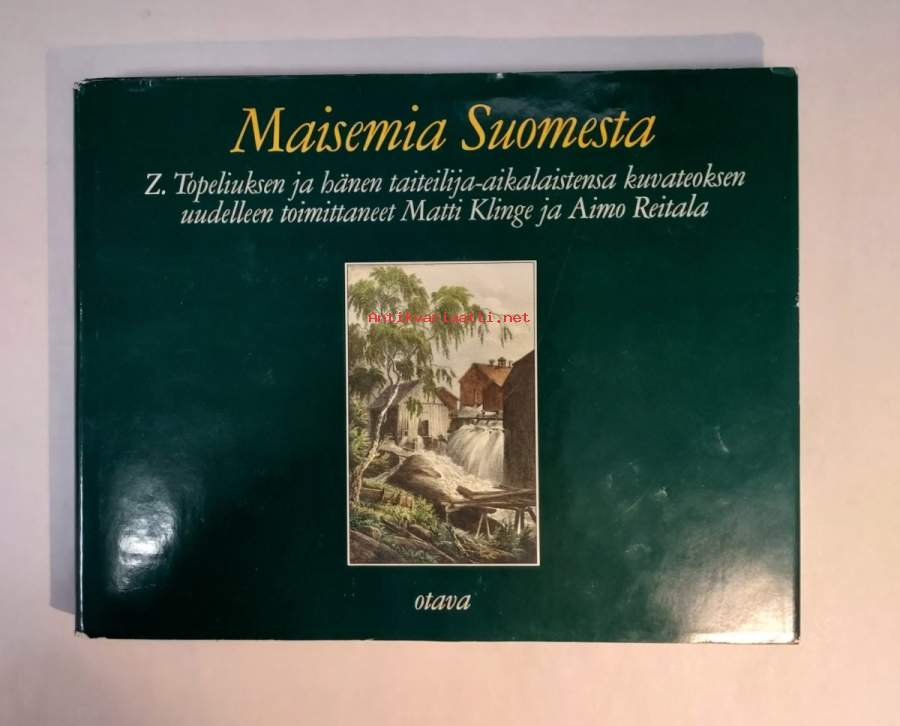 Maisemia Suomesta
Z. Topeliuksen ja hänen taiteilija-aikalaistensa kuvateoksen
uudelleen toimittaneet Matti Klinge ja Aimo Reitala
Antikvariaatti.net
otava